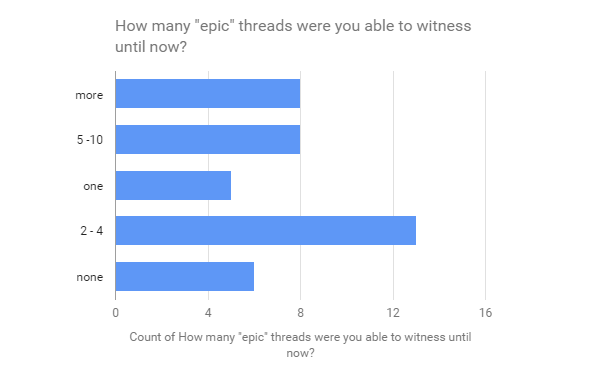 How many "epic" threads were you able to witness
until now?
more
5 -10
one
2 - 4
none
0 4 8 12 16
Count of How many "epic" threads were you able to witness until
now?